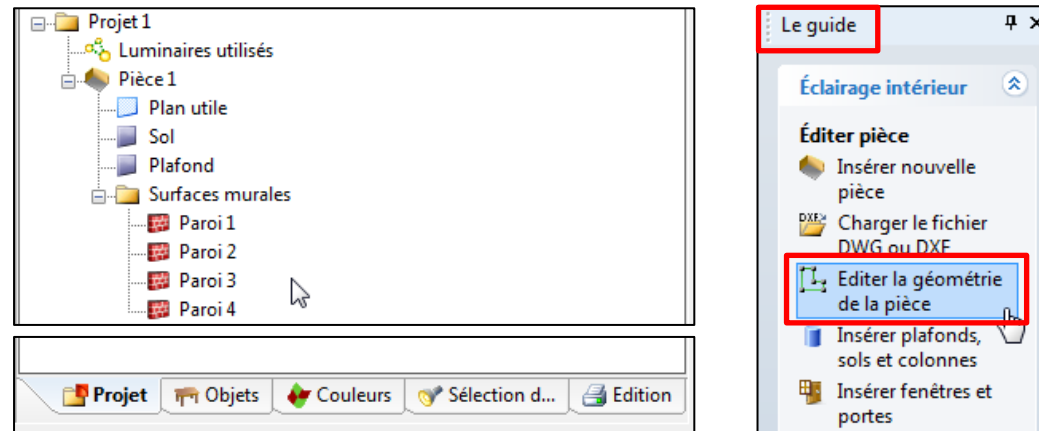 Projet 1
Luminaires utilisés
Pièce 1
Plan utile
Sol
Plafond
Surfaces murales
Paroi 1
Paroi 2
Paroi 3
Paroi 4
Projet
Objets
Couleurs
Sélection d...
Edition
Le guide
Éclairage intérieur
Éditer pièce
Insérer nouvelle
pièce
DXF
Charger le fichier
DWG ou DXF
Editer la géométrie
de la pièce
Insérer plafonds,
sols et colonnes
Insérer fenêtres et
portes